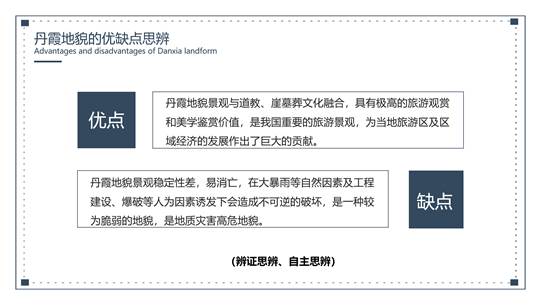 丹霞地貌的优缺点思辨
Advantages and disadvantages of Danxia landform
优点
丹霞地貌景观与道教、崖墓葬文化融合，具有极高的旅游观赏
和美学鉴赏价值，是我国重要的旅游景观，为当地旅游区及区
域经济的发展作出了巨大的贡献。
丹霞地貌景观稳定性差，易消亡，在大暴雨等自然因素及工程
建设、爆破等人为因素诱发下会造成不可逆的破坏，是一种较
为脆弱的地貌，是地质灾害高危地貌。
缺点
（辨证思辨、自主思辨）